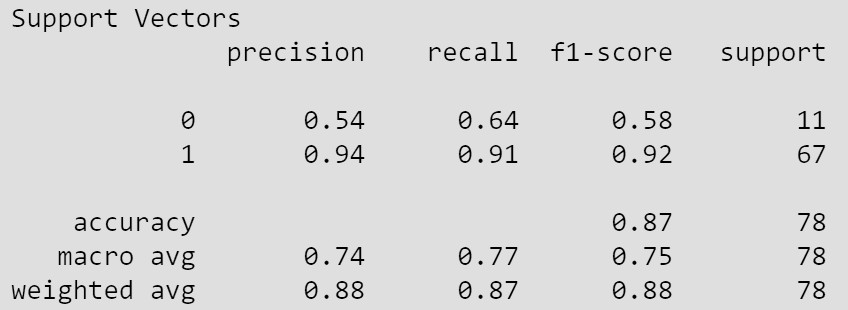 Support Vectors
precision recall f1-score support
0 0.54 0.64 0.58 11
1 0.94 0.91 0.92 67
accuracy 0.87 78
macro avg 0.74 0.77 0.75 78
weighted avg 0.88 0.87 0.88 78